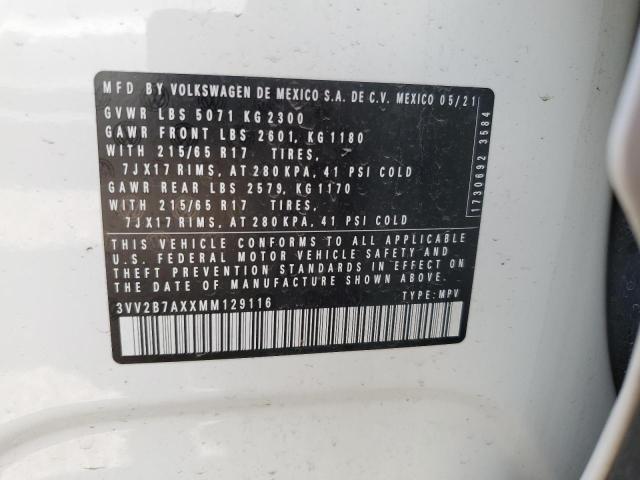 MFD BY VOLKSWAGEN DE MEXICO S.A. DE C.V. MEXICO 05/21
GVWR LBS 5071 KG 2300
GAWR FRONT LBS 2601, KG 1180
WITH 215/65 R17 TIRES,
7JX17 RIMS, AT 280 KPA, 41 PSI COLD
GAWR REAR LBS 2579, KG 1170
WITH 215/65 R17 TIRES,
7JX17 RIMS, AT 280 KPA, 41 PSI COLD
THIS VEHICLE CONFORMS TO ALL APPLICABLE
U.S. FEDERAL MOTOR VEHICLE SAFETY AND
THEFT PREVENTION STANDARDS IN EFFECT ON
THE DATE OF MANUFACTURE SHOWN ABOVE.
3VV2B7AXXMM129116 TYPE: MPV
1730692 3584